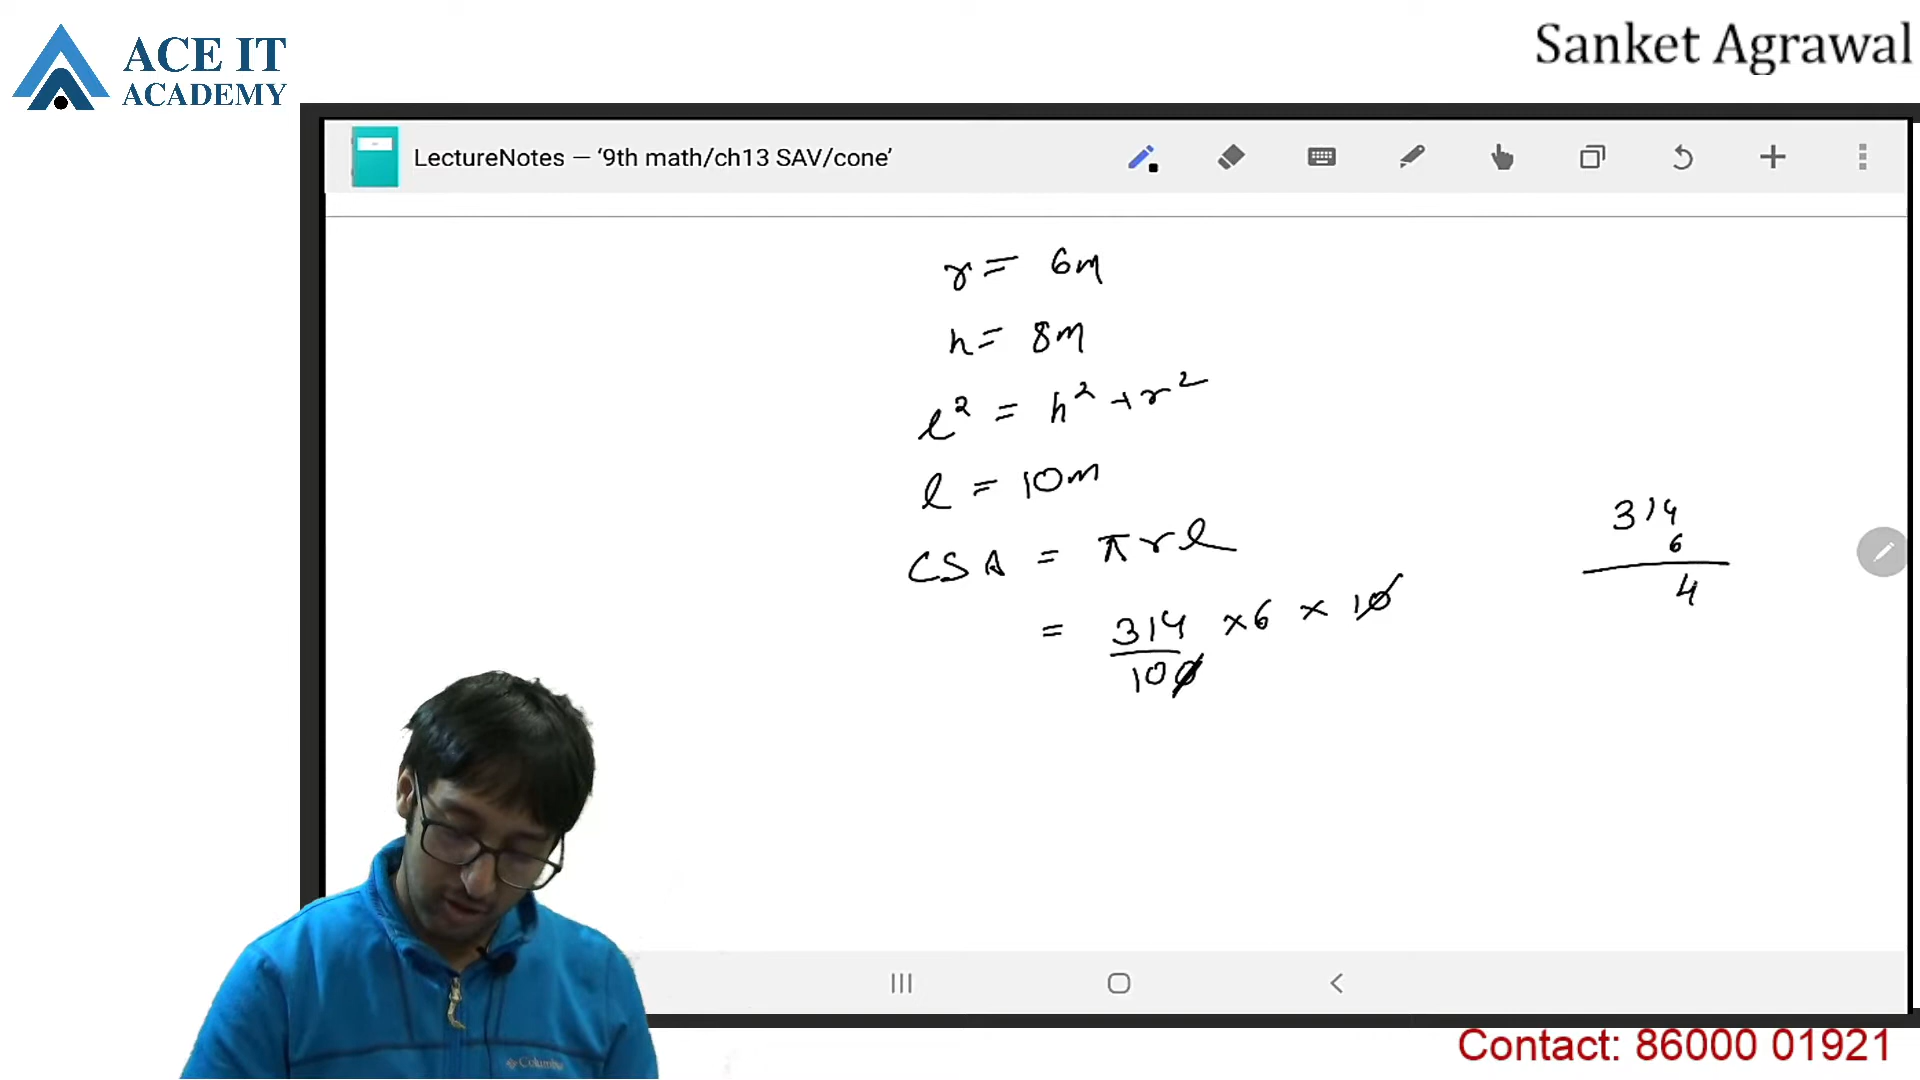 ACE IT
ACADEMY
Sanket Agrawal
LectureNotes — ‘9th math/ch13 SAV/cone’
r = 6m
h = 8m
l² = h² + r²
l = 10m
CSA = πrl
= 314/100 × 6 × 10
314
6
4
Columbia
Contact: 86000 01921